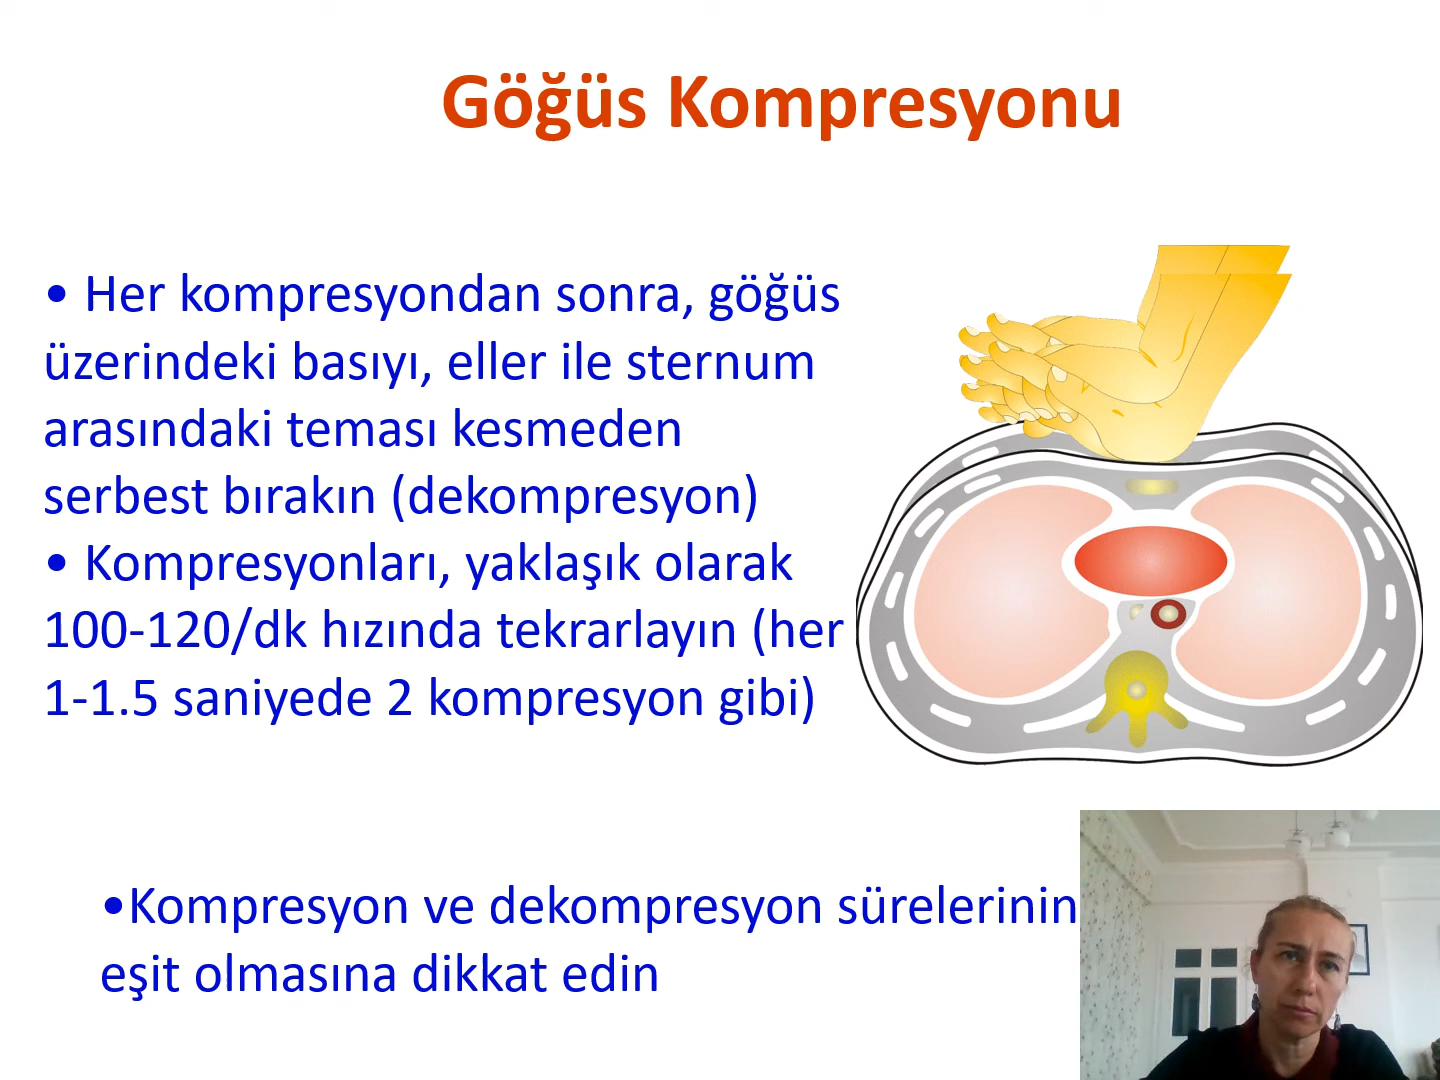 Göğüs Kompresyonu
• Her kompresyondan sonra, göğüs
üzerindeki basıyı, eller ile sternum
arasındaki teması kesmeden
serbest bırakın (dekompresyon)
• Kompresyonları, yaklaşık olarak
100-120/dk hızında tekrarlayın (her
1-1.5 saniyede 2 kompresyon gibi)
•Kompresyon ve dekompresyon sürelerinin
eşit olmasına dikkat edin